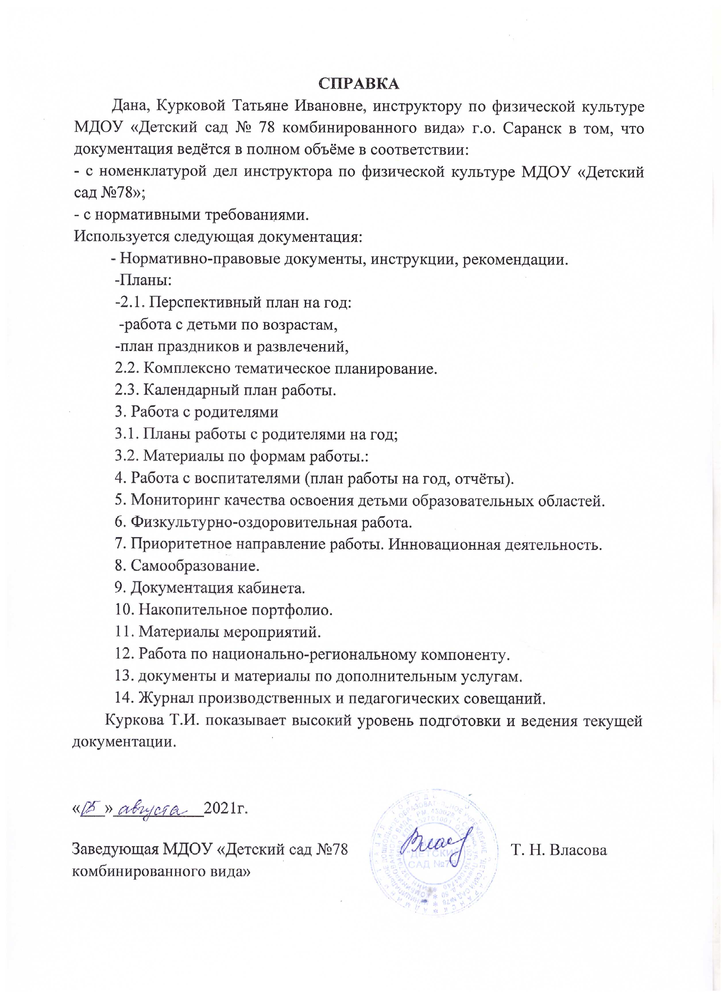 СПРАВКА
Дана, Курковой Татьяне Ивановне, инструктору по физической культуре
МДОУ «Детский сад № 78 комбинированного вида» г.о. Саранск в том, что
документация ведётся в полном объёме в соответствии:
- с номенклатурой дел инструктора по физической культуре МДОУ «Детский
сад №78»;
- с нормативными требованиями.
Используется следующая документация:
- Нормативно-правовые документы, инструкции, рекомендации.
-Планы:
-2.1. Перспективный план на год:
-работа с детьми по возрастам,
-план праздников и развлечений,
2.2. Комплексно тематическое планирование.
2.3. Календарный план работы.
3. Работа с родителями
3.1. Планы работы с родителями на год;
3.2. Материалы по формам работы.:
4. Работа с воспитателями (план работы на год, отчёты).
5. Мониторинг качества освоения детьми образовательных областей.
6. Физкультурно-оздоровительная работа.
7. Приоритетное направление работы. Инновационная деятельность.
8. Самообразование.
9. Документация кабинета.
10. Накопительное портфолио.
11. Материалы мероприятий.
12. Работа по национально-региональному компоненту.
13. документы и материалы по дополнительным услугам.
14. Журнал производственных и педагогических совещаний.
Куркова Т.И. показывает высокий уровень подготовки и ведения текущей
документации.
« » августа 2021г.
Заведующая МДОУ «Детский сад №78
комбинированного вида»
Т. Н. Власова
"ДЕТСКИЙ
САД №78